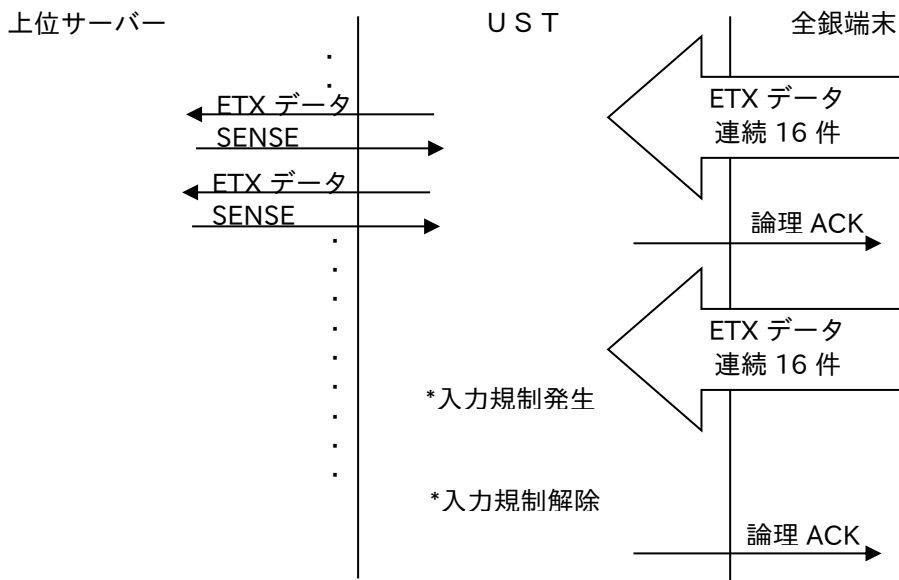 上位サーバー ＵＳＴ 全銀端末
ETX データ
連続 16 件
ETX データ
SENSE
ETX データ
SENSE
論理 ACK
ETX データ
連続 16 件
*入力規制発生
*入力規制解除
論理 ACK